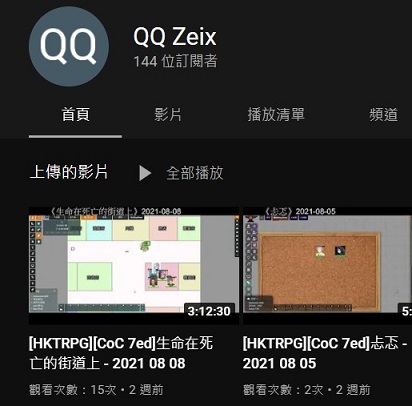 QQ
QQ Zeix
144 位訂閱者
首頁 影片 播放清單 頻道
上傳的影片 全部播放
《生命在死亡的街道上》2021-08-08
《忐忑》2021-08-05
3:12:30
5:
[HKTRPG][CoC 7ed]生命在死
亡的街道上 - 2021 08 08
觀看次數：15次・2 週前
[HKTRPG][CoC 7ed]忐忑 -
2021 08 05
觀看次數：2次・2 週前